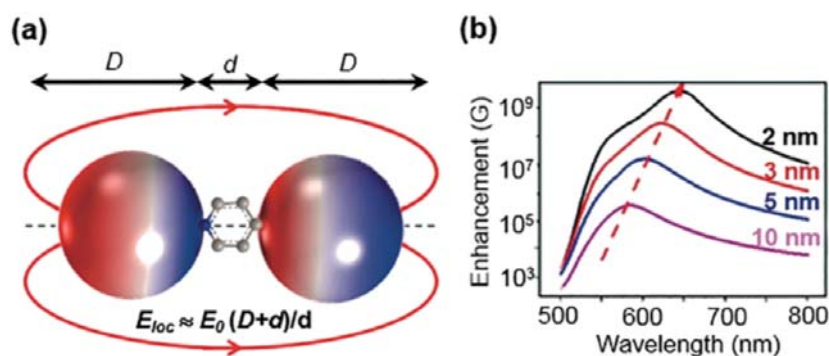 (a)
D d D
E_loc ≈ E_0 (D+d)/d
(b)
Enhancement (G)
10^9
10^7
10^5
10^3
2 nm
3 nm
5 nm
10 nm
500 600 700 800
Wavelength (nm)